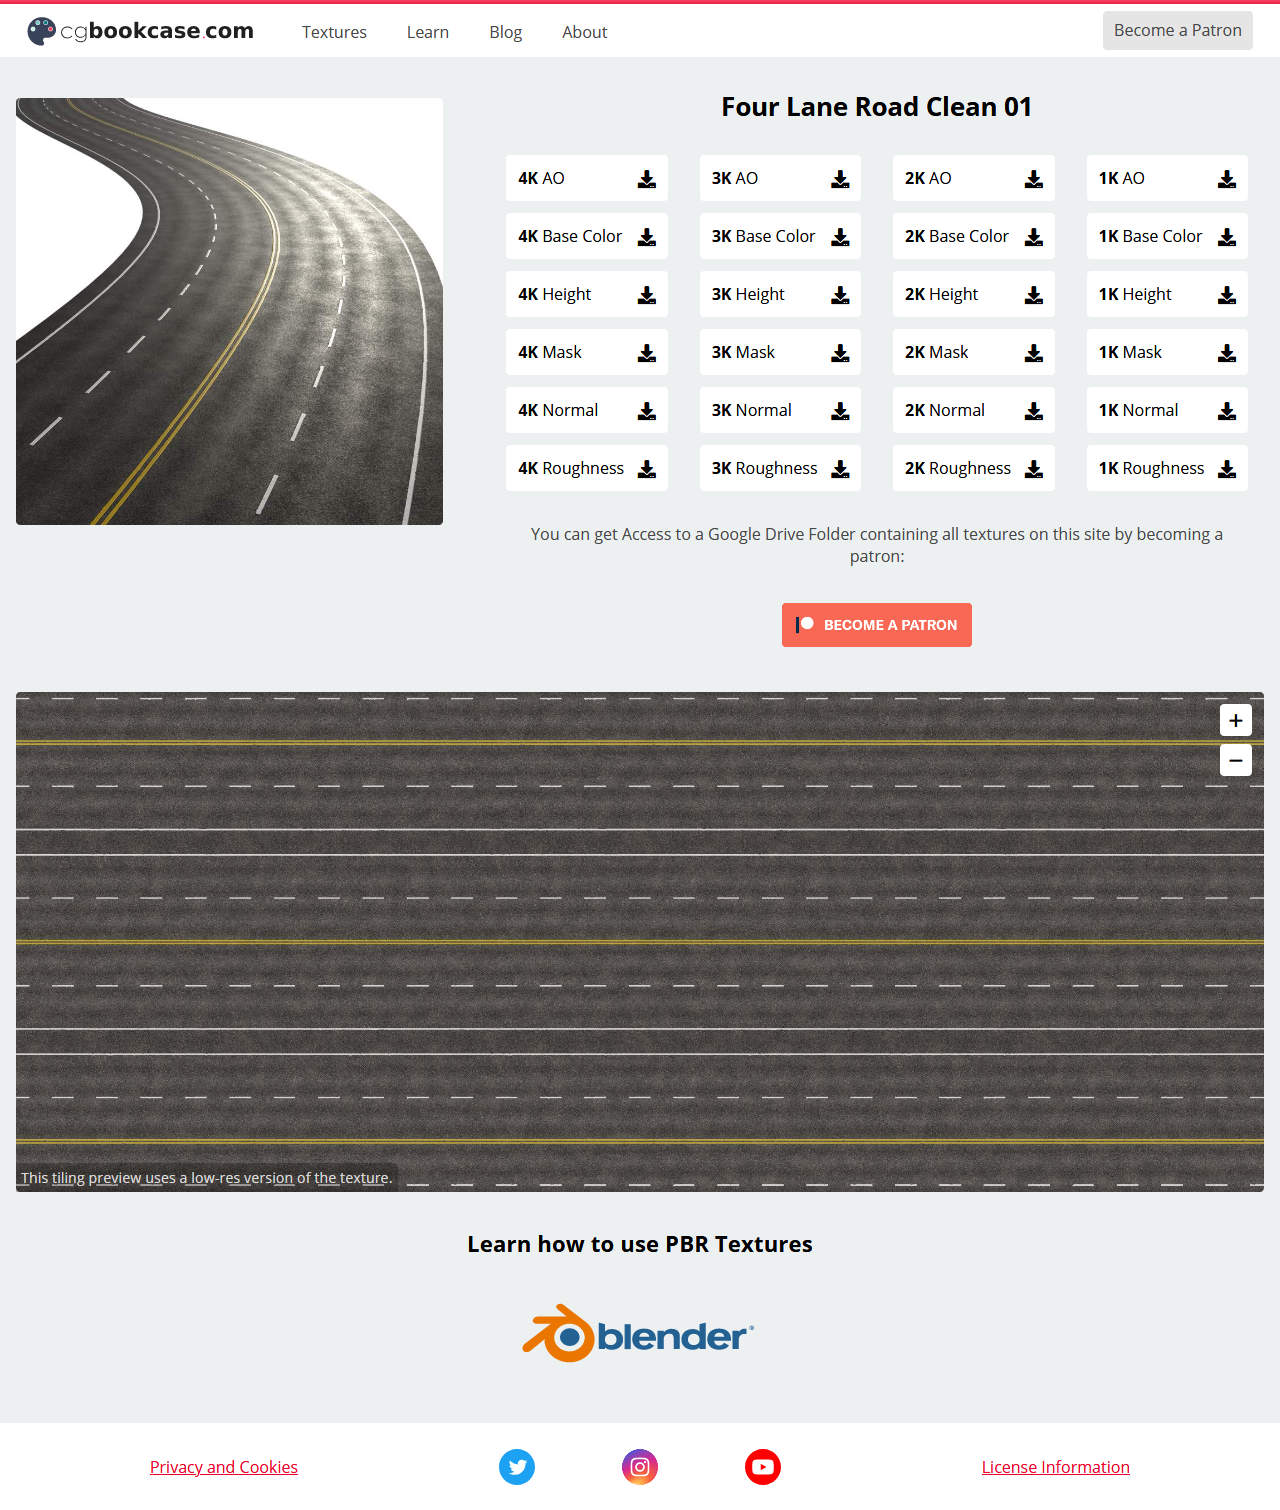 cgbookcase.com
Textures
Learn
Blog
About
Become a Patron
Four Lane Road Clean 01
4K AO
3K AO
2K AO
1K AO
4K Base Color
3K Base Color
2K Base Color
1K Base Color
4K Height
3K Height
2K Height
1K Height
4K Mask
3K Mask
2K Mask
1K Mask
4K Normal
3K Normal
2K Normal
1K Normal
4K Roughness
3K Roughness
2K Roughness
1K Roughness
You can get Access to a Google Drive Folder containing all textures on this site by becoming a
patron:
BECOME A PATRON
+
−
This tiling preview uses a low-res version of the texture.
Learn how to use PBR Textures
blender®
Privacy and Cookies
License Information